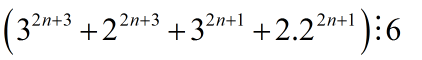 (3^{2n+3} + 2^{2n+3} + 3^{2n+1} + 2.2^{2n+1})⋮6